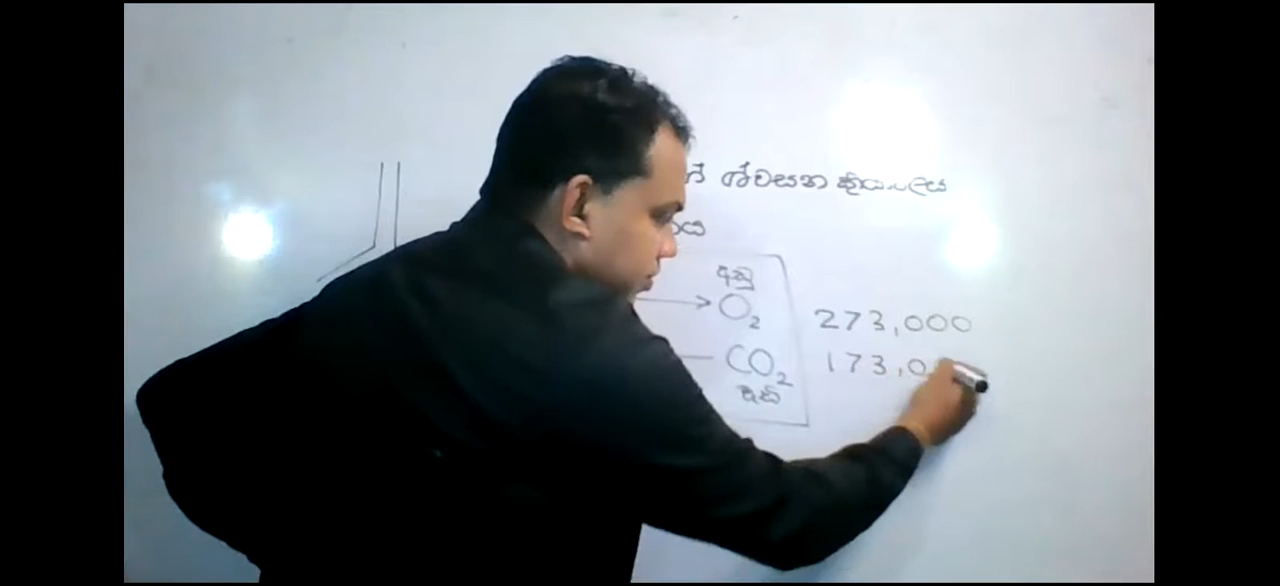 ශ්වසන ක්‍රියාවලිය
අඩු
O₂ 273,000
CO₂ 173,0
වැඩි